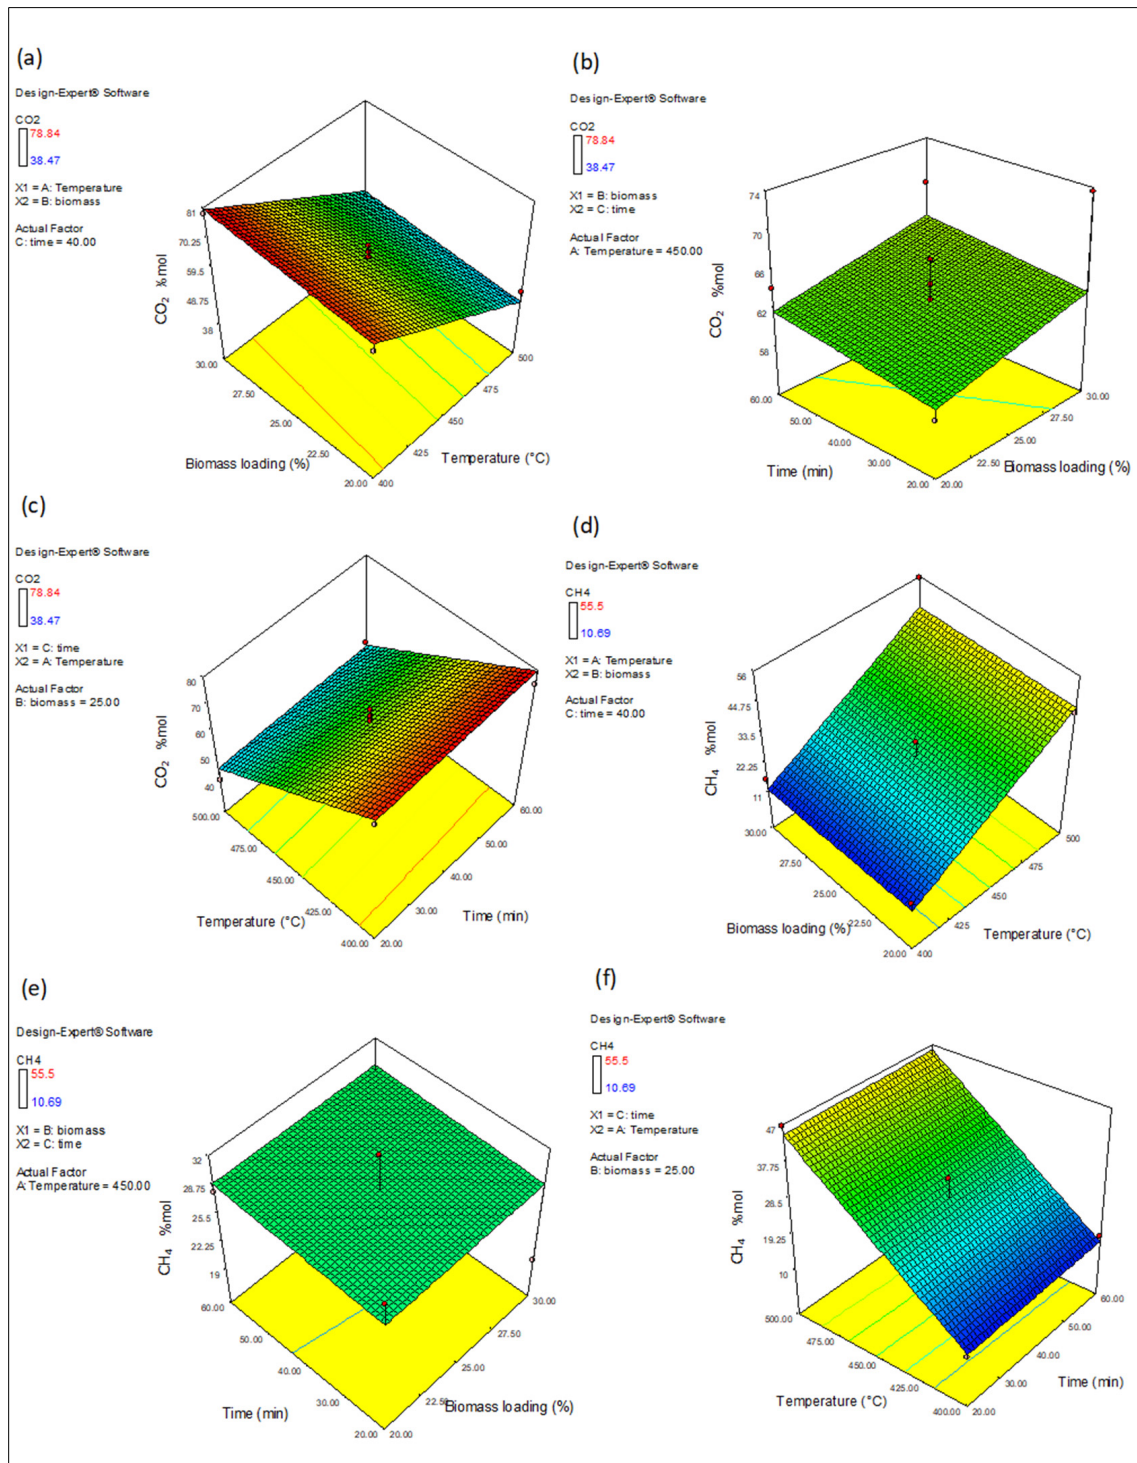 (a)
Design-Expert® Software
CO2
78.84
38.47
X1 = A: Temperature
X2 = B: biomass
Actual Factor
C: time = 40.00
81
70.25
59.5
48.75
38
CO₂ %mol
30.00
27.50
25.00
22.50
20.00
Biomass loading (%)
400
425
450
475
500
Temperature (°C)
(b)
Design-Expert® Software
CO2
78.84
38.47
X1 = B: biomass
X2 = C: time
Actual Factor
A: Temperature = 450.00
74
70
66
62
58
CO₂ %mol
60.00
50.00
40.00
30.00
20.00
Time (min)
20.00
22.50
25.00
27.50
30.00
Biomass loading (%)
(c)
Design-Expert® Software
CO2
78.84
38.47
X1 = C: time
X2 = A: Temperature
Actual Factor
B: biomass = 25.00
80
70
60
50
40
CO₂ %mol
500.00
475.00
450.00
425.00
400.00
Temperature (°C)
20.00
30.00
40.00
50.00
60.00
Time (min)
(d)
Design-Expert® Software
CH4
55.5
10.69
X1 = A: Temperature
X2 = B: biomass
Actual Factor
C: time = 40.00
56
44.75
33.5
22.25
11
CH₄ %mol
30.00
27.50
25.00
22.50
20.00
Biomass loading (%)
400
425
450
475
500
Temperature (°C)
(e)
Design-Expert® Software
CH4
55.5
10.69
X1 = B: biomass
X2 = C: time
Actual Factor
A: Temperature = 450.00
32
28.75
25.5
22.25
19
CH₄ %mol
60.00
50.00
40.00
30.00
20.00
Time (min)
20.00
22.50
25.00
27.50
30.00
Biomass loading (%)
(f)
Design-Expert® Software
CH4
55.5
10.69
X1 = C: time
X2 = A: Temperature
Actual Factor
B: biomass = 25.00
47
37.75
28.5
19.25
10
CH₄ %mol
500.00
475.00
450.00
425.00
400.00
Temperature (°C)
20.00
30.00
40.00
50.00
60.00
Time (min)